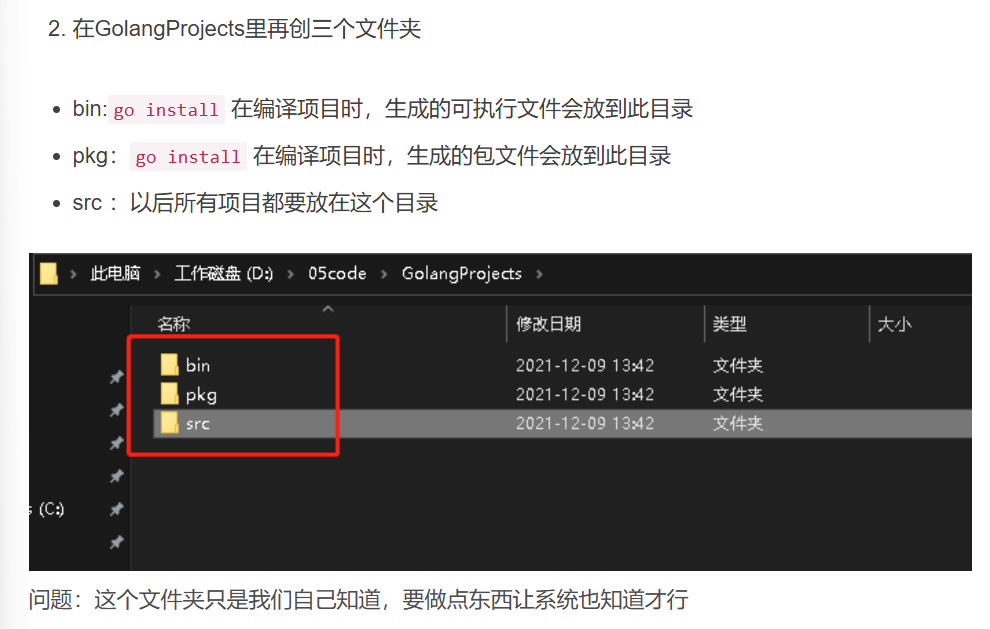 2. 在GolangProjects里再创三个文件夹
bin: go install 在编译项目时，生成的可执行文件会放到此目录
pkg： go install 在编译项目时，生成的包文件会放到此目录
src ：以后所有项目都要放在这个目录
此电脑 > 工作磁盘 (D:) > 05code > GolangProjects >
名称 修改日期 类型 大小
bin 2021-12-09 13:42 文件夹
pkg 2021-12-09 13:42 文件夹
src 2021-12-09 13:42 文件夹
s (C:)
问题：这个文件夹只是我们自己知道，要做点东西让系统也知道才行